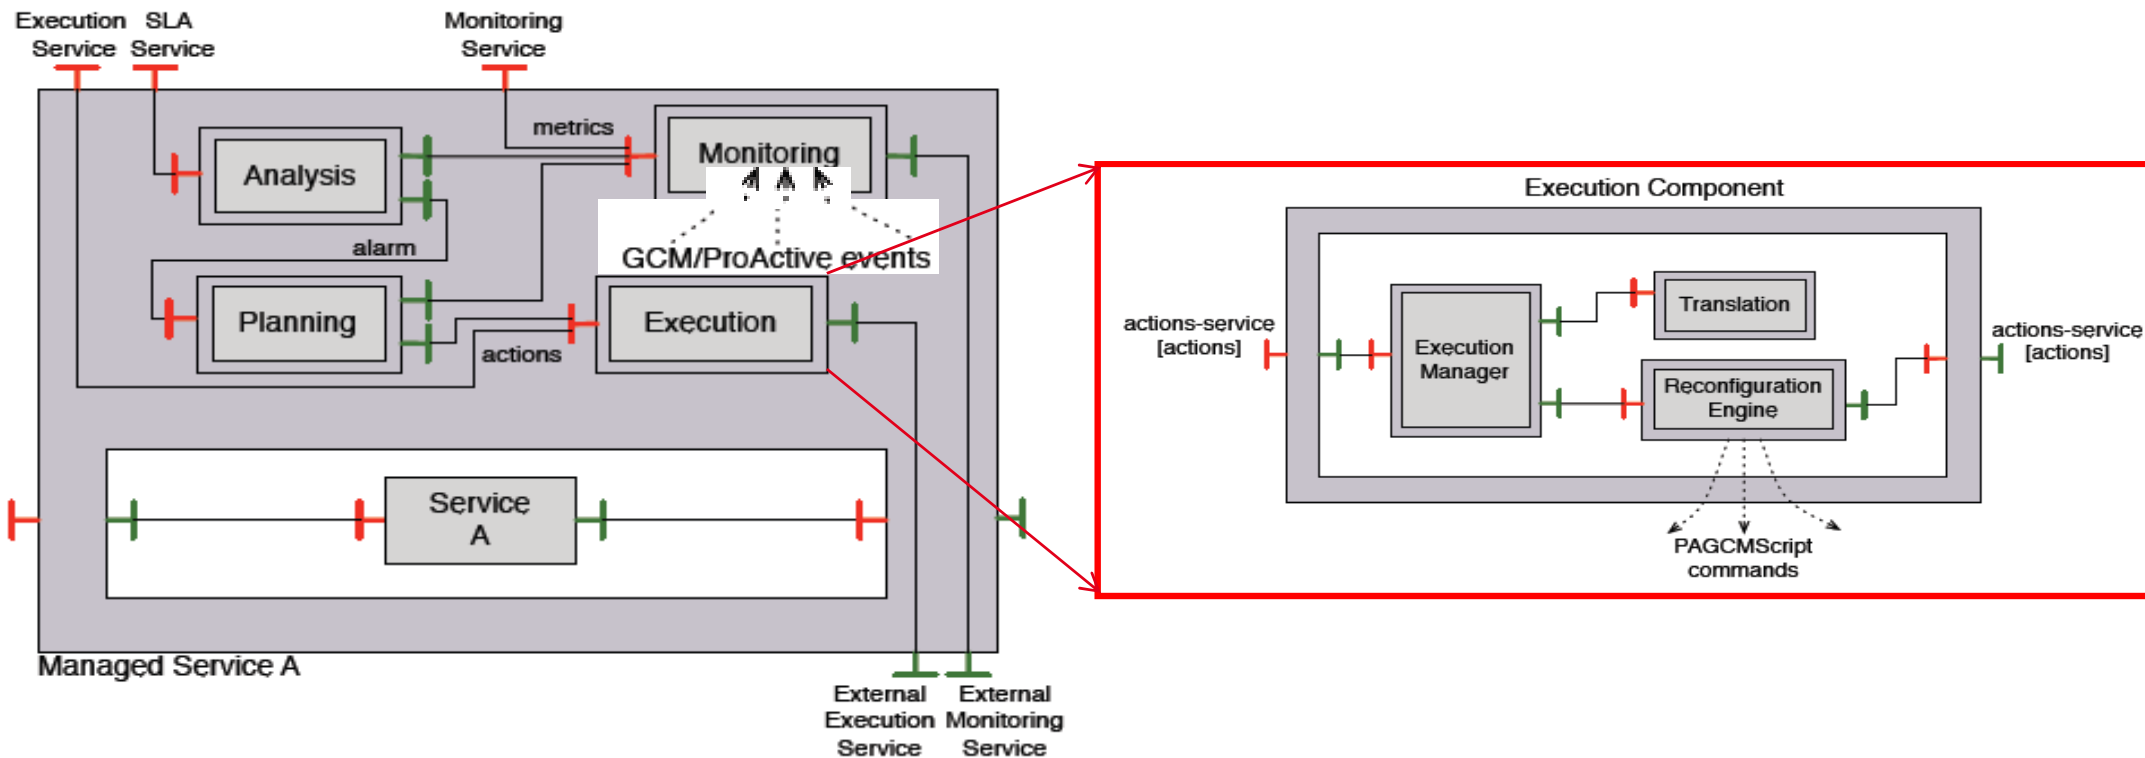 Execution
Service
SLA
Service
Monitoring
Service
metrics
Monitoring
Analysis
alarm
GCM/ProActive events
Planning
Execution
actions
Service
A
Managed Service A
External
Execution
Service
External
Monitoring
Service
Execution Component
actions-service
[actions]
Execution
Manager
Translation
Reconfiguration
Engine
actions-service
[actions]
PAGCMScript
commands